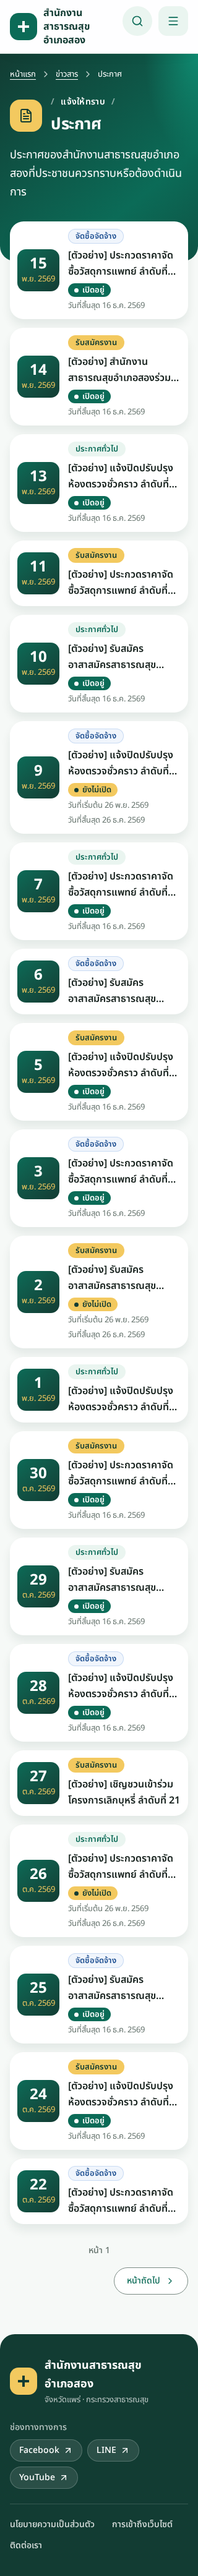 สำนักงาน
สาธารณสุข
อำเภอสอง
หน้าแรก > ข่าวสาร > ประกาศ
/ แจ้งให้ทราบ /
ประกาศ
ประกาศของสำนักงานสาธารณสุขอำเภอ
สองที่ประชาชนควรทราบหรือต้องดำเนิน
การ
จัดซื้อจัดจ้าง
15
พ.ย. 2569
[ตัวอย่าง] ประกวดราคาจัด
ซื้อวัสดุการแพทย์ ลำดับที่...
เปิดอยู่
วันที่สิ้นสุด 16 ธ.ค. 2569
รับสมัครงาน
14
พ.ย. 2569
[ตัวอย่าง] สำนักงาน
สาธารณสุขอำเภอสองร่วม...
เปิดอยู่
วันที่สิ้นสุด 16 ธ.ค. 2569
ประกาศทั่วไป
13
พ.ย. 2569
[ตัวอย่าง] แจ้งปิดปรับปรุง
ห้องตรวจชั่วคราว ลำดับที่...
เปิดอยู่
วันที่สิ้นสุด 16 ธ.ค. 2569
รับสมัครงาน
11
พ.ย. 2569
[ตัวอย่าง] ประกวดราคาจัด
ซื้อวัสดุการแพทย์ ลำดับที่...
ประกาศทั่วไป
10
พ.ย. 2569
[ตัวอย่าง] รับสมัคร
อาสาสมัครสาธารณสุข...
เปิดอยู่
วันที่สิ้นสุด 16 ธ.ค. 2569
จัดซื้อจัดจ้าง
9
พ.ย. 2569
[ตัวอย่าง] แจ้งปิดปรับปรุง
ห้องตรวจชั่วคราว ลำดับที่...
ยังไม่เปิด
วันที่เริ่มต้น 26 พ.ย. 2569
วันที่สิ้นสุด 26 ธ.ค. 2569
ประกาศทั่วไป
7
พ.ย. 2569
[ตัวอย่าง] ประกวดราคาจัด
ซื้อวัสดุการแพทย์ ลำดับที่...
เปิดอยู่
วันที่สิ้นสุด 16 ธ.ค. 2569
จัดซื้อจัดจ้าง
6
พ.ย. 2569
[ตัวอย่าง] รับสมัคร
อาสาสมัครสาธารณสุข...
รับสมัครงาน
5
พ.ย. 2569
[ตัวอย่าง] แจ้งปิดปรับปรุง
ห้องตรวจชั่วคราว ลำดับที่...
เปิดอยู่
วันที่สิ้นสุด 16 ธ.ค. 2569
จัดซื้อจัดจ้าง
3
พ.ย. 2569
[ตัวอย่าง] ประกวดราคาจัด
ซื้อวัสดุการแพทย์ ลำดับที่...
เปิดอยู่
วันที่สิ้นสุด 16 ธ.ค. 2569
รับสมัครงาน
2
พ.ย. 2569
[ตัวอย่าง] รับสมัคร
อาสาสมัครสาธารณสุข...
ยังไม่เปิด
วันที่เริ่มต้น 26 พ.ย. 2569
วันที่สิ้นสุด 26 ธ.ค. 2569
ประกาศทั่วไป
1
พ.ย. 2569
[ตัวอย่าง] แจ้งปิดปรับปรุง
ห้องตรวจชั่วคราว ลำดับที่...
รับสมัครงาน
30
ต.ค. 2569
[ตัวอย่าง] ประกวดราคาจัด
ซื้อวัสดุการแพทย์ ลำดับที่...
เปิดอยู่
วันที่สิ้นสุด 16 ธ.ค. 2569
ประกาศทั่วไป
29
ต.ค. 2569
[ตัวอย่าง] รับสมัคร
อาสาสมัครสาธารณสุข...
เปิดอยู่
วันที่สิ้นสุด 16 ธ.ค. 2569
จัดซื้อจัดจ้าง
28
ต.ค. 2569
[ตัวอย่าง] แจ้งปิดปรับปรุง
ห้องตรวจชั่วคราว ลำดับที่...
เปิดอยู่
วันที่สิ้นสุด 16 ธ.ค. 2569
รับสมัครงาน
27
ต.ค. 2569
[ตัวอย่าง] เชิญชวนเข้าร่วม
โครงการเลิกบุหรี่ ลำดับที่ 21
ประกาศทั่วไป
26
ต.ค. 2569
[ตัวอย่าง] ประกวดราคาจัด
ซื้อวัสดุการแพทย์ ลำดับที่...
ยังไม่เปิด
วันที่เริ่มต้น 26 พ.ย. 2569
วันที่สิ้นสุด 26 ธ.ค. 2569
จัดซื้อจัดจ้าง
25
ต.ค. 2569
[ตัวอย่าง] รับสมัคร
อาสาสมัครสาธารณสุข...
เปิดอยู่
วันที่สิ้นสุด 16 ธ.ค. 2569
รับสมัครงาน
24
ต.ค. 2569
[ตัวอย่าง] แจ้งปิดปรับปรุง
ห้องตรวจชั่วคราว ลำดับที่...
เปิดอยู่
วันที่สิ้นสุด 16 ธ.ค. 2569
จัดซื้อจัดจ้าง
22
ต.ค. 2569
[ตัวอย่าง] ประกวดราคาจัด
ซื้อวัสดุการแพทย์ ลำดับที่...
หน้า 1
หน้าถัดไป >
สำนักงานสาธารณสุข
อำเภอสอง
จังหวัดแพร่ · กระทรวงสาธารณสุข
ช่องทางทางการ
Facebook ↗ LINE ↗
YouTube ↗
นโยบายความเป็นส่วนตัว การเข้าถึงเว็บไซต์
ติดต่อเรา